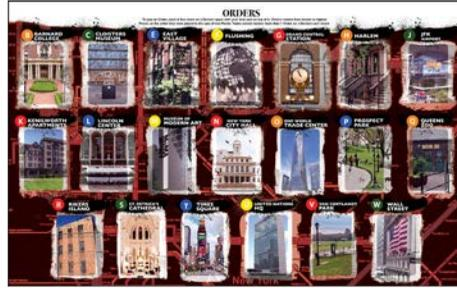 ORDERS
B BARNARD COLLEGE
C CLOISTERS MUSEUM
E EAST VILLAGE
FLUSHING
G GRAND CENTRAL STATION
H HARLEM
J JFK AIRPORT
K KENILWORTH APARTMENTS
L LINCOLN CENTER
MUSEUM OF MODERN ART
N NEW YORK CITY HALL
O ONE WORLD TRADE CENTER
P PROSPECT PARK
Q QUEENS ZOO
R RIKERS ISLAND
S ST. PATRICK'S CATHEDRAL
T TIMES SQUARE
UNITED NATIONS HQ
V VAN CORTLANDT PARK
W WALL STREET
New York